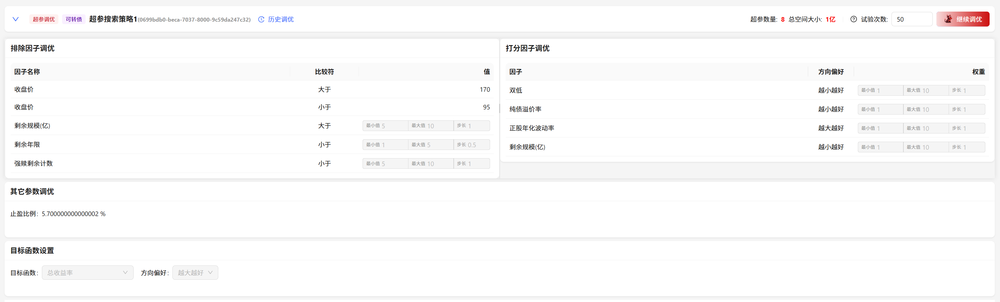 超参调优 可转债 超参搜索策略1(0699bdb0-beca-7037-8000-9c59da247c32) 历史调优 超参数量: 8 总空间大小: 1亿 试验次数: 50 继续调优
排除因子调优
因子名称 比较符 值
收盘价 大于 170
收盘价 小于 95
剩余规模(亿) 大于 最小值 5 最大值 10 步长 1
剩余年限 小于 最小值 1 最大值 5 步长 0.5
强赎剩余计数 小于 最小值 5 最大值 10 步长 1
打分因子调优
因子 方向偏好 权重
双低 越小越好 最小值 1 最大值 10 步长 1
纯债溢价率 越小越好 最小值 1 最大值 10 步长 1
正股年化波动率 越大越好 最小值 1 最大值 10 步长 1
剩余规模(亿) 越小越好 最小值 1 最大值 10 步长 1
其它参数调优
止盈比例: 5.700000000000002 %
目标函数设置
目标函数: 总收益率 方向偏好: 越大越好